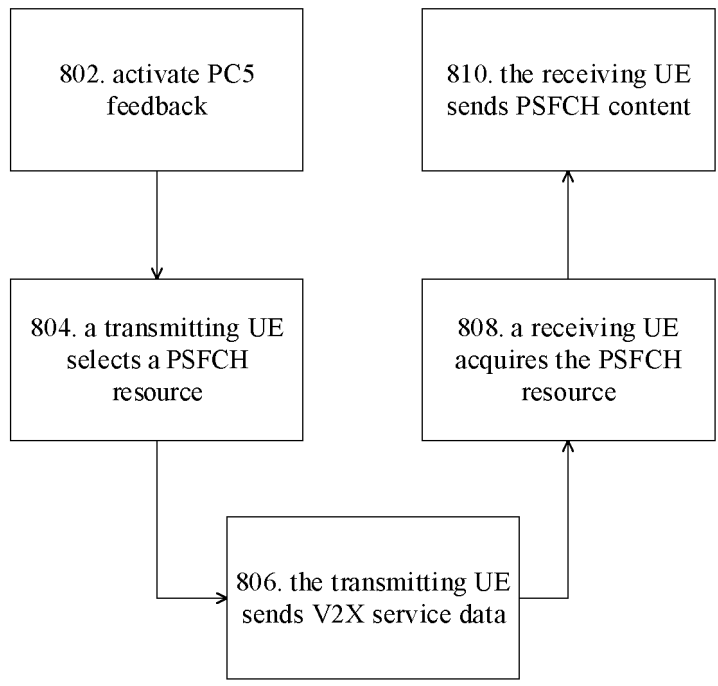 802. activate PC5
feedback
804. a transmitting UE
selects a PSFCH
resource
806. the transmitting UE
sends V2X service data
808. a receiving UE
acquires the PSFCH
resource
810. the receiving UE
sends PSFCH content